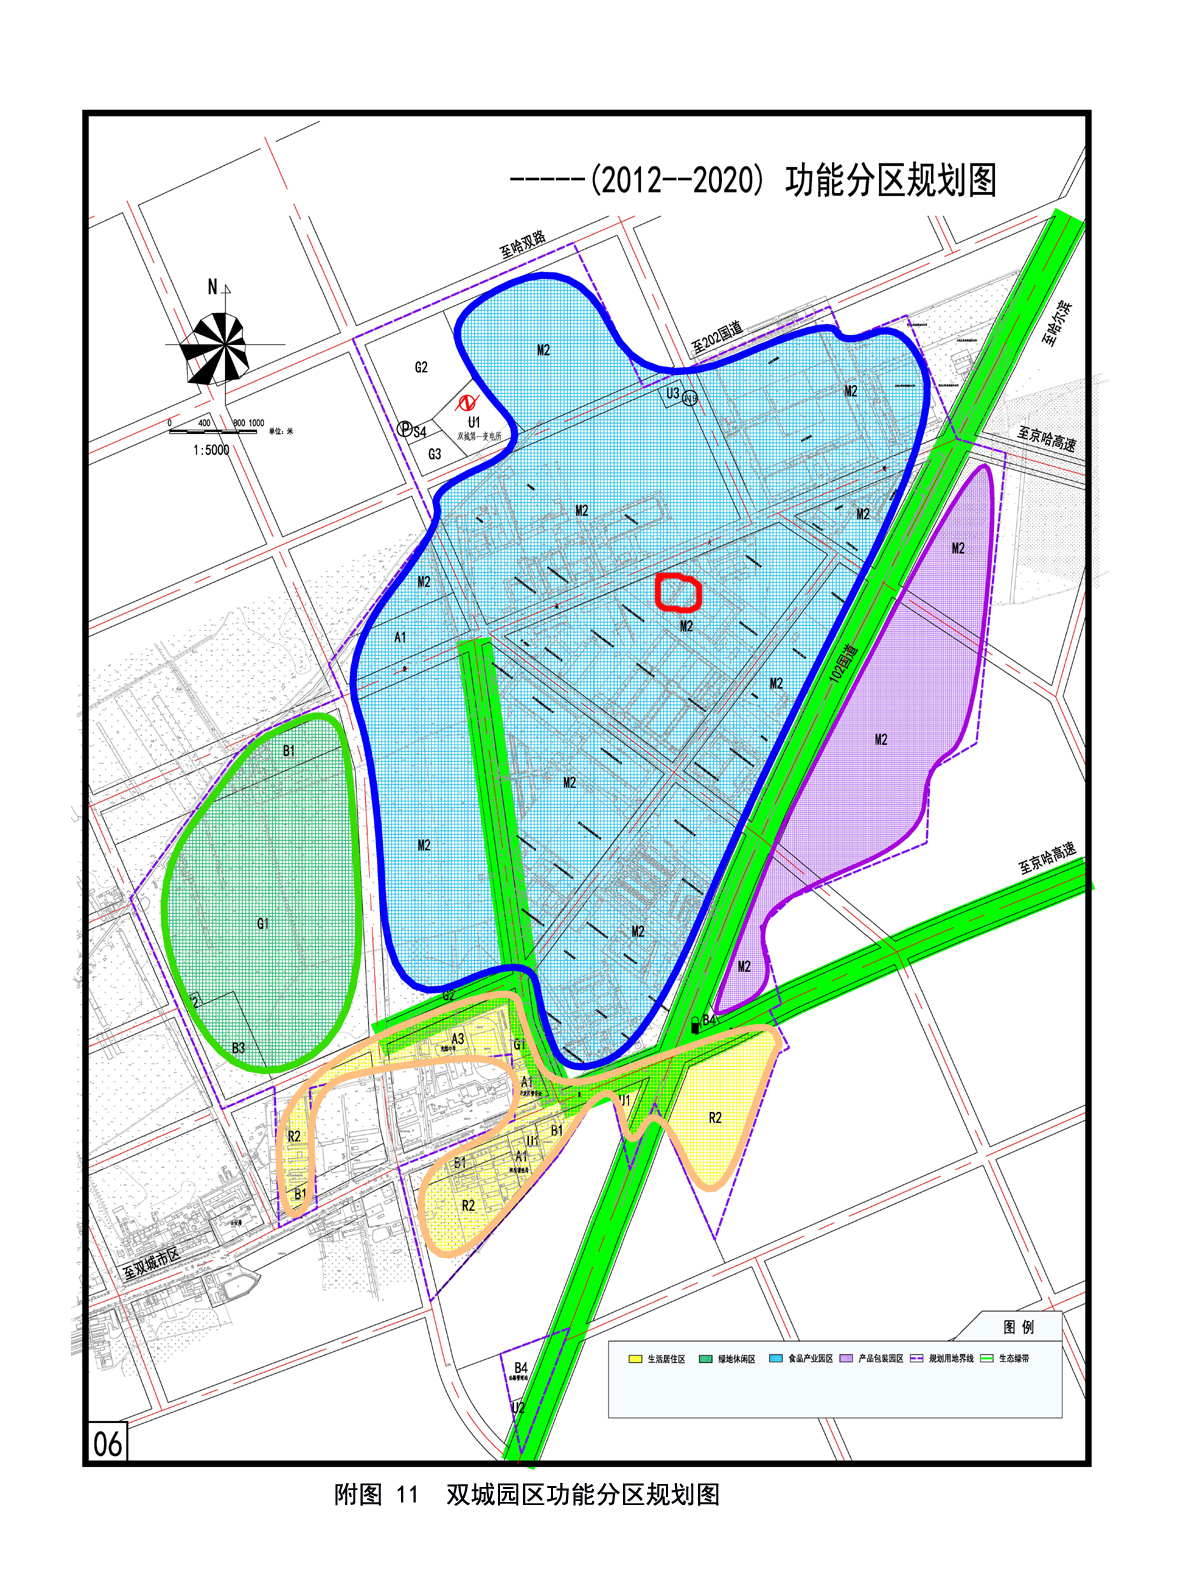 -----(2012--2020) 功能分区规划图
至哈双路
N
至202国道
至哈尔滨
M2
G2
U3
M2
U1
双城第一变电所
P S4
G3
0 400 800 1000
单位：米
1:5000
至京哈高速
M2
M2
M2
M2
M2
A1
M2
102国道
M2
M2
B1
M2
M2
至京哈高速
G1
M2
M2
G2
B4
B3
A3
G1
A1
U1
R2
R2
B1
U1
A1
B1
B1
R2
至双城市区
图 例
生活居住区
绿地休闲区
食品产业园区
产品包装园区
规划用地界线
生态绿带
B4
U2
06
附图 11 双城园区功能分区规划图